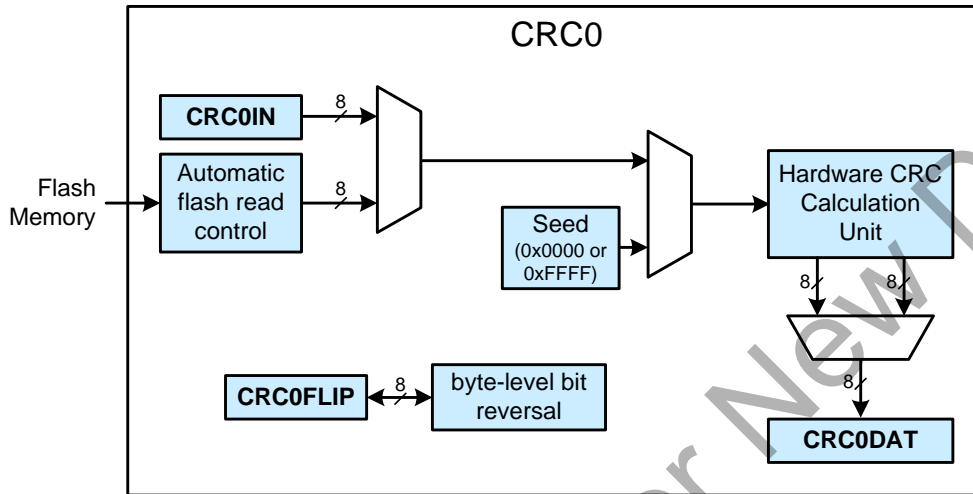 CRC0
CRC0IN
8
Automatic
flash read
control
8
Flash
Memory
Seed
(0x0000 or
0xFFFF)
Hardware CRC
Calculation
Unit
8
8
8
CRC0DAT
CRC0FLIP
8
byte-level bit
reversal
r New